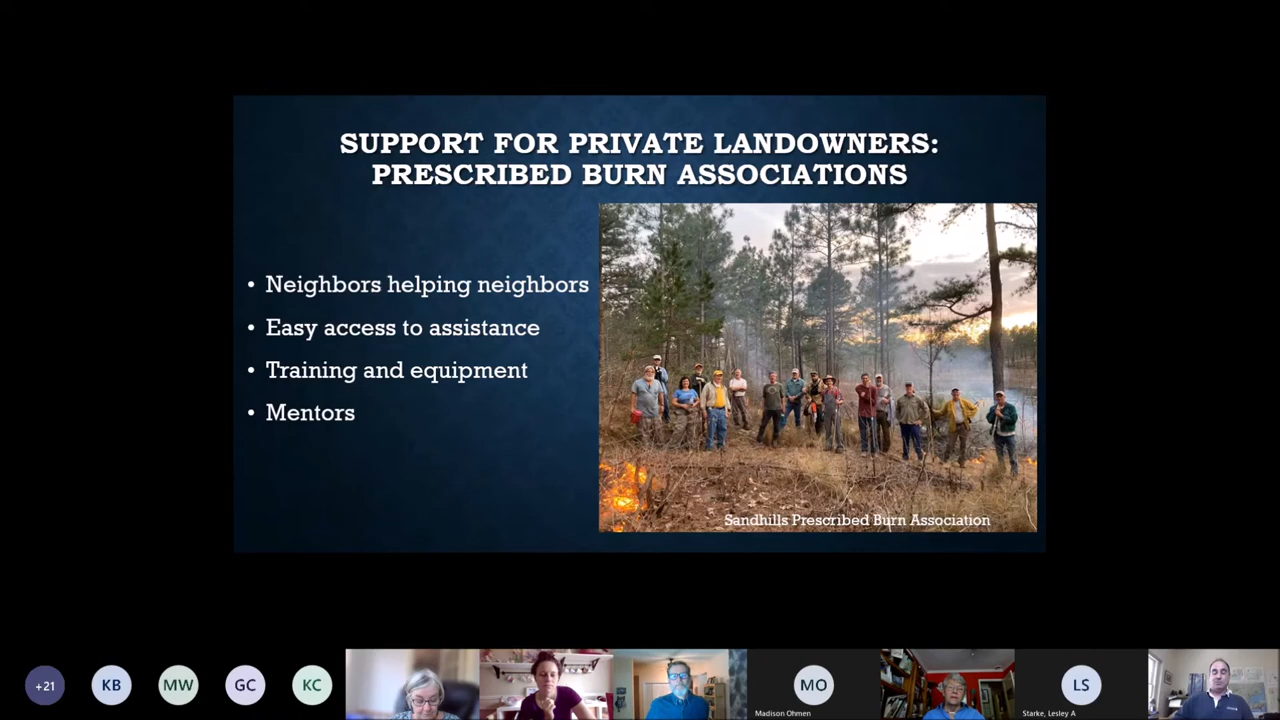 SUPPORT FOR PRIVATE LANDOWNERS:
PRESCRIBED BURN ASSOCIATIONS
• Neighbors helping neighbors
• Easy access to assistance
• Training and equipment
• Mentors
Sandhills Prescribed Burn Association
+21
KB
MW
GC
KC
MO
Madison Ohmen
LS
Starke, Lesley A